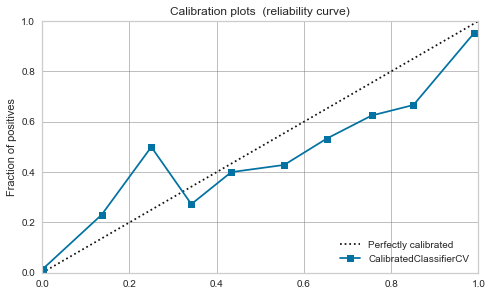 Calibration plots  (reliability curve)
1.0
0.8
0.6
0.4
0.2
0.0
Fraction of positives
0.0 0.2 0.4 0.6 0.8 1.0
Perfectly calibrated
CalibratedClassifierCV